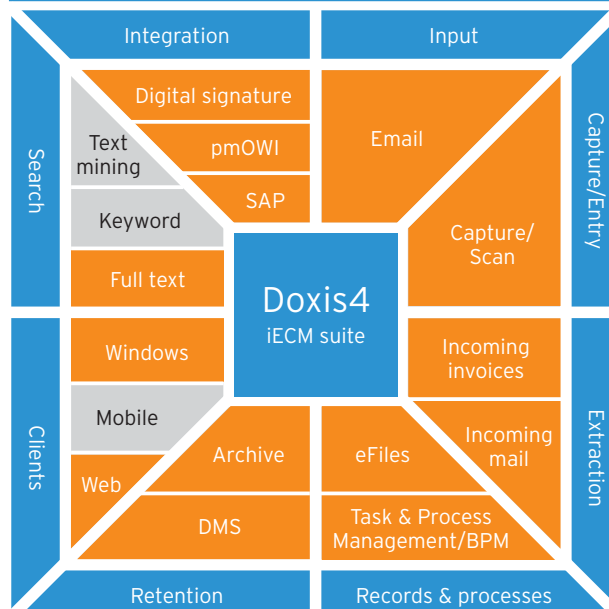 Integration
Input
Digital signature
pmOWI
SAP
Email
Search
Text
mining
Keyword
Full text
Capture/Entry
Capture/
Scan
Doxis4
iECM suite
Clients
Windows
Mobile
Web
Incoming
invoices
Incoming
mail
Extraction
Archive
DMS
eFiles
Task & Process
Management/BPM
Retention
Records & processes